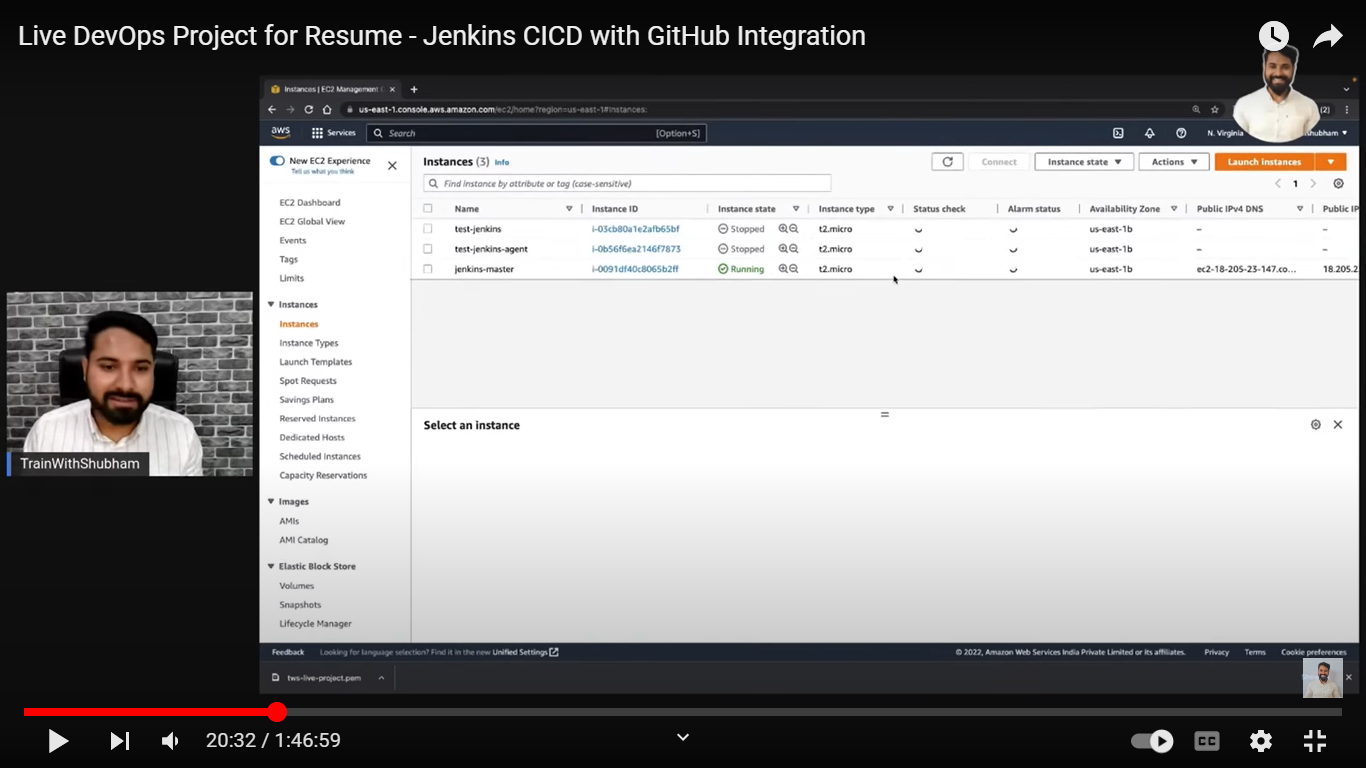 Live DevOps Project for Resume - Jenkins CICD with GitHub Integration
Instances | EC2 Management C
us-east-1.console.aws.amazon.com/ec2/home?region=us-east-1#Instances:
(2)
aws
Services
Search
[Option+S]
N. Virginia
shubham
New EC2 Experience
Tell us what you think
EC2 Dashboard
EC2 Global View
Events
Tags
Limits
Instances
Instances
Instance Types
Launch Templates
Spot Requests
Savings Plans
Reserved Instances
Dedicated Hosts
Scheduled Instances
Capacity Reservations
Images
AMIs
AMI Catalog
Elastic Block Store
Volumes
Snapshots
Lifecycle Manager
Instances (3) Info
Connect
Instance state
Actions
Launch instances
Find instance by attribute or tag (case-sensitive)
1
Name Instance ID Instance state Instance type Status check Alarm status Availability Zone Public IPv4 DNS Public IP
test-jenkins i-03cb80a1e2afb65bf Stopped t2.micro us-east-1b – –
test-jenkins-agent i-0b56f6ea2146f7873 Stopped t2.micro us-east-1b – –
jenkins-master i-0091df40c8065b2ff Running t2.micro us-east-1b ec2-18-205-23-147.co... 18.205.2
Select an instance
TrainWithShubham
Feedback Looking for language selection? Find it in the new Unified Settings
© 2022, Amazon Web Services India Private Limited or its affiliates. Privacy Terms Cookie preferences
tws-live-project.pem
20:32 / 1:46:59
CC